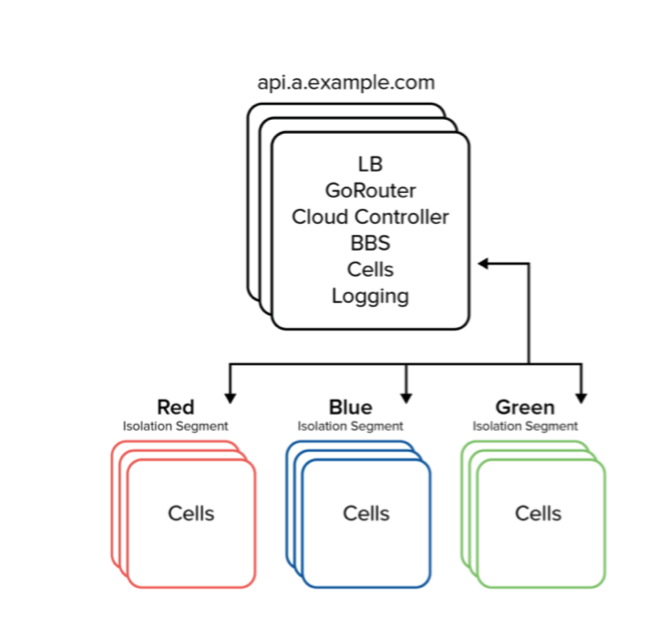 api.a.example.com
LB
GoRouter
Cloud Controller
BBS
Cells
Logging
Red
Isolation Segment
Cells
Blue
Isolation Segment
Cells
Green
Isolation Segment
Cells